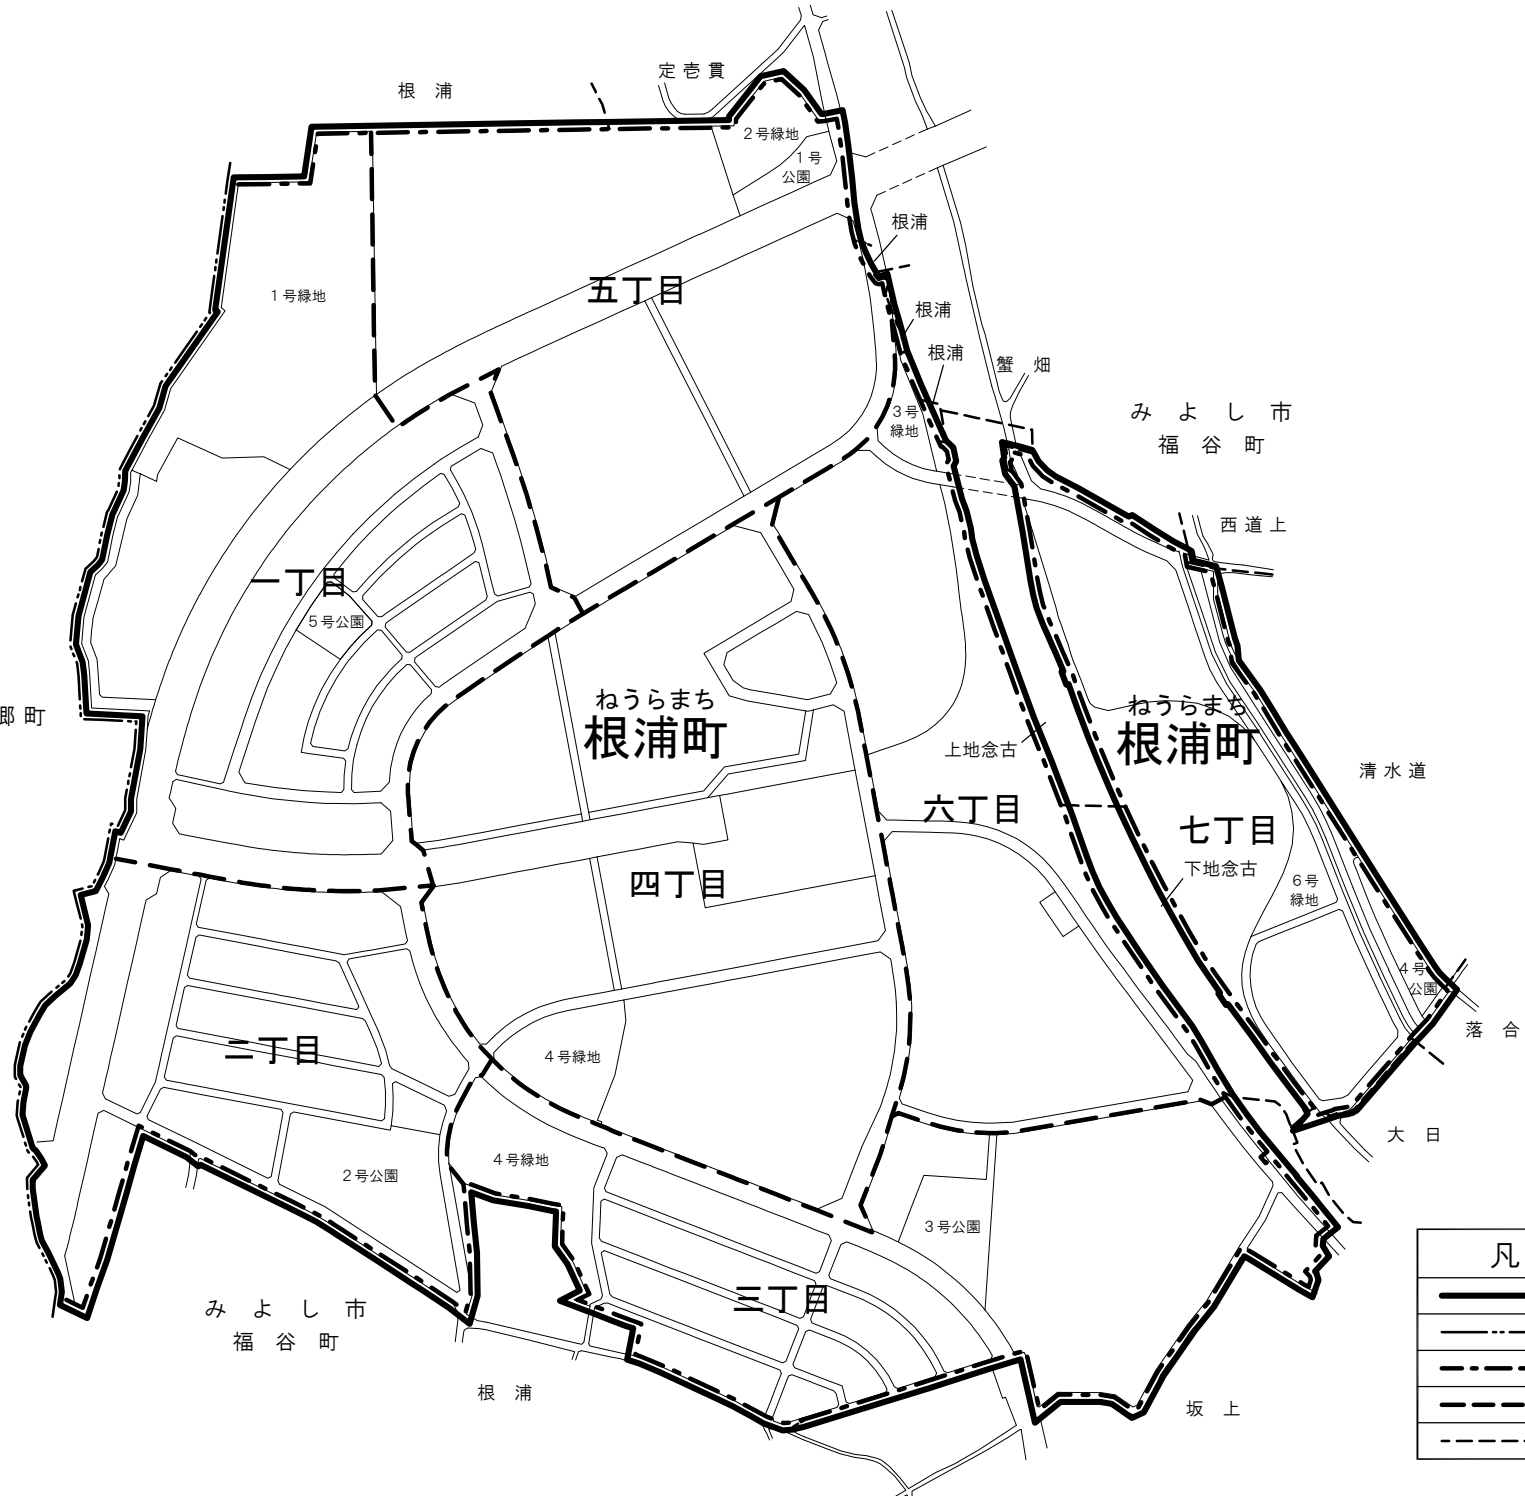 定壱貫
根　浦
２号緑地
１号
公園
根浦
１号緑地
五丁目
根浦
根浦
蟹　畑
３号
緑地
み　よ　し　市
福　谷　町
西道上
一丁目
５号公園
ねうらまち
根浦町
ねうらまち
根浦町
郷町
上地念古
清水道
六丁目
七丁目
下地念古
四丁目
６号
緑地
４号
公園
落　合
二丁目
４号緑地
大　日
４号緑地
２号公園
３号公園
凡
三丁目
み　よ　し　市
福　谷　町
根　浦
坂　上